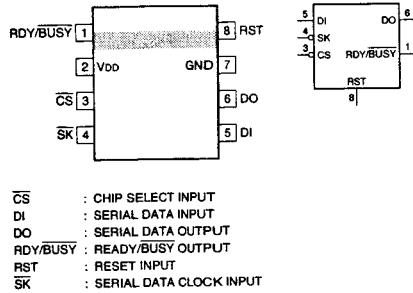 RDY/BUSY 1
8 RST
2 VDD
GND 7
CS 3
6 DO
SK 4
5 DI
5 DI
DO 6
4 SK
3 CS
RDY/BUSY 1
RST
8
CS : CHIP SELECT INPUT
DI : SERIAL DATA INPUT
DO : SERIAL DATA OUTPUT
RDY/BUSY : READY/BUSY OUTPUT
RST : RESET INPUT
SK : SERIAL DATA CLOCK INPUT